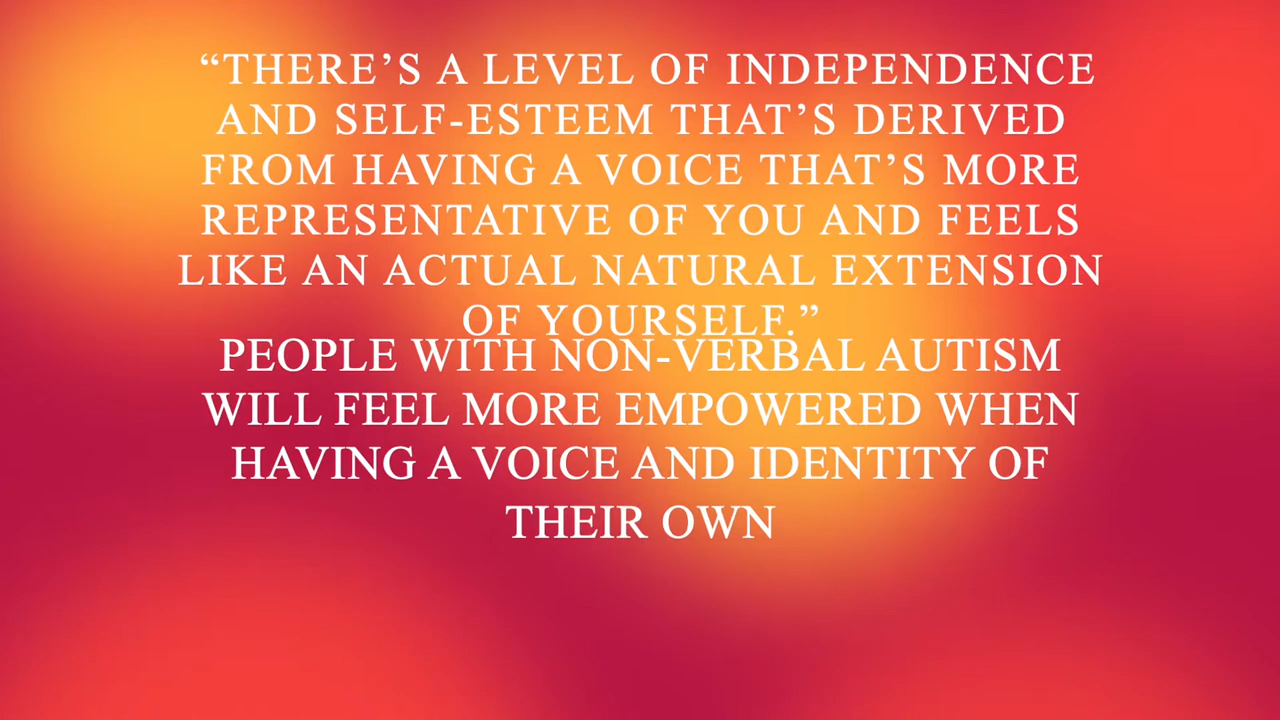 “THERE’S A LEVEL OF INDEPENDENCE
AND SELF-ESTEEM THAT’S DERIVED
FROM HAVING A VOICE THAT’S MORE
REPRESENTATIVE OF YOU AND FEELS
LIKE AN ACTUAL NATURAL EXTENSION
OF YOURSELF.”
PEOPLE WITH NON-VERBAL AUTISM
WILL FEEL MORE EMPOWERED WHEN
HAVING A VOICE AND IDENTITY OF
THEIR OWN